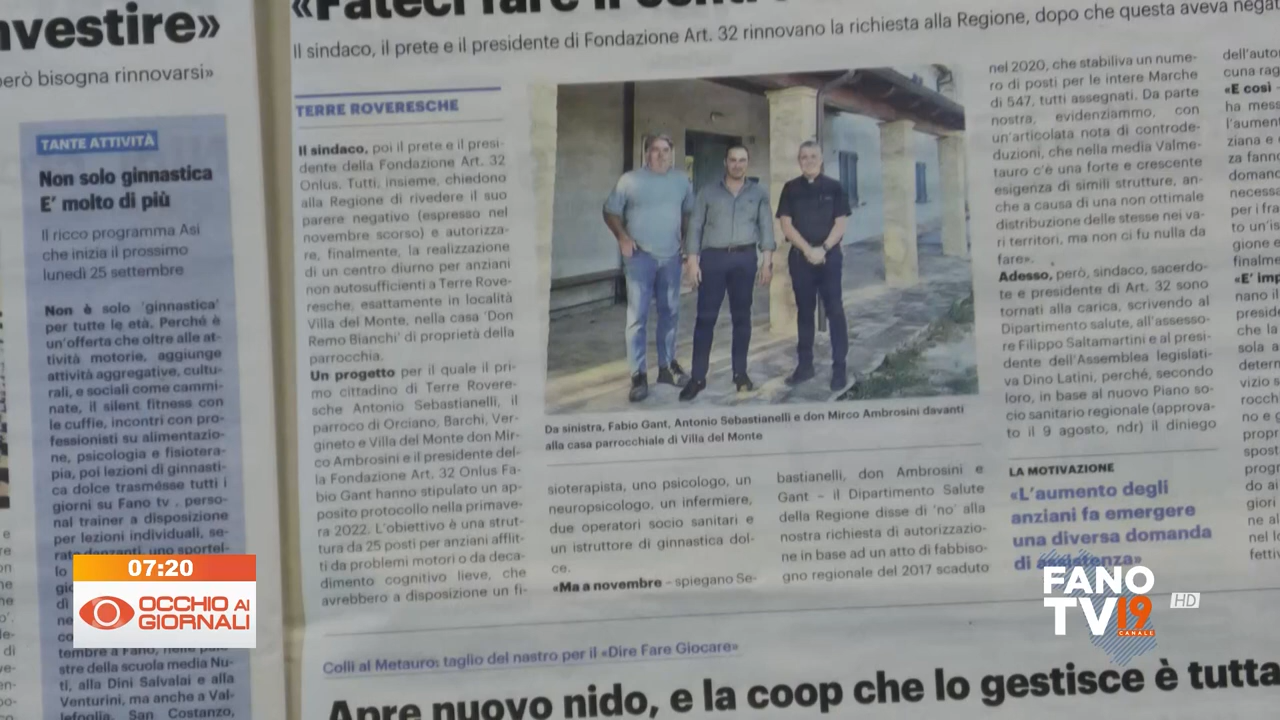 nvestire»
però bisogna rinnovarsi»
TANTE ATTIVITÀ
Non solo ginnastica
E' molto di più
Il ricco programma Asi
che inizia il prossimo
lunedì 25 settembre
Non è solo 'ginnastica'
per tutte le età. Perché è
un'offerta che oltre alle at-
tività motorie, aggiunge
attività aggregative, cultu-
rali, e sociali come cammi-
nate, il silent fitness con
le cuffie, incontri con pro-
fessionisti su alimentazio-
ne, psicologia e fisiotera-
pia, poi lezioni di ginnasti-
ca dolce trasmesse tutti i
giorni su Fano tv , perso-
nal trainer a disposizione
per lezioni individuali, se-
tembre a Fano, nelle
stre della scuola media Nu-
ti, alla Dini Salvalai e alla
Venturini, ma anche a Val-
lefoglia, San Costanzo,
Il sindaco, il prete e il presidente di Fondazione Art. 32 rinnovano la richiesta alla Regione, dopo che questa aveva
TERRE ROVERESCHE
Il sindaco, poi il prete e il presi-
dente della Fondazione Art. 32
Onlus. Tutti, insieme, chiedono
alla Regione di rivedere il suo
parere negativo (espresso nel
novembre scorso) e autorizza-
re, finalmente, la realizzazione
di un centro diurno per anziani
non autosufficienti a Terre Rove-
resche, esattamente in località
Villa del Monte, nella casa 'Don
Remo Bianchi' di proprietà della
parrocchia.
Un progetto per il quale il pri-
mo cittadino di Terre Rovere-
sche Antonio Sebastianelli, il
parroco di Orciano, Barchi, Ver-
gineto e Villa del Monte don Mir-
co Ambrosini e il presidente del-
la Fondazione Art. 32 Onlus Fa-
bio Gant hanno stipulato un ap-
posito protocollo nella primave-
ra 2022. L'obiettivo è una strut-
tura da 25 posti per anziani afflit-
ti da problemi motori o da deca-
dimento cognitivo lieve, che
avrebbero a disposizione un fi-
Da sinistra, Fabio Gant, Antonio Sebastianelli e don Mirco Ambrosini davanti
alla casa parrocchiale di Villa del Monte
sioterapista, uno psicologo, un
neuropsicologo, un infermiere,
due operatori socio sanitari e
un istruttore di ginnastica dol-
ce.
«Ma a novembre – spiegano Se-
bastianelli, don Ambrosini e
Gant – il Dipartimento Salute
della Regione disse di 'no' alla
nostra richiesta di autorizzazio-
ne in base ad un atto di fabbiso-
gno regionale del 2017 scaduto
nel 2020, che stabiliva un nume-
ro di posti per le intere Marche
di 547, tutti assegnati. Da parte
nostra, evidenziammo, con
un'articolata nota di controde-
duzioni, che nella media Valme-
tauro c'è una forte e crescente
esigenza di simili strutture, an-
che a causa di una non ottimale
distribuzione delle stesse nei va-
ri territori, ma non ci fu nulla da
fare».
Adesso, però, sindaco, sacerdo-
te e presidente di Art. 32 sono
tornati alla carica, scrivendo al
Dipartimento salute, all'assesso-
re Filippo Saltamartini e al presi-
dente dell'Assemblea legislati-
va Dino Latini, perché, secondo
loro, in base al nuovo Piano so-
cio sanitario regionale (approva-
to il 9 agosto, ndr) il diniego
LA MOTIVAZIONE
«L'aumento degli
anziani fa emergere
una diversa domanda
di assistenza»
Colli al Metauro: taglio del nastro per il «Dire Fare Giocare»
Apre nuovo nido, e la coop che lo gestisce è tutta
07:20
OCCHIO AI
GIORNALI
FANO
TV 19
CANALE
HD